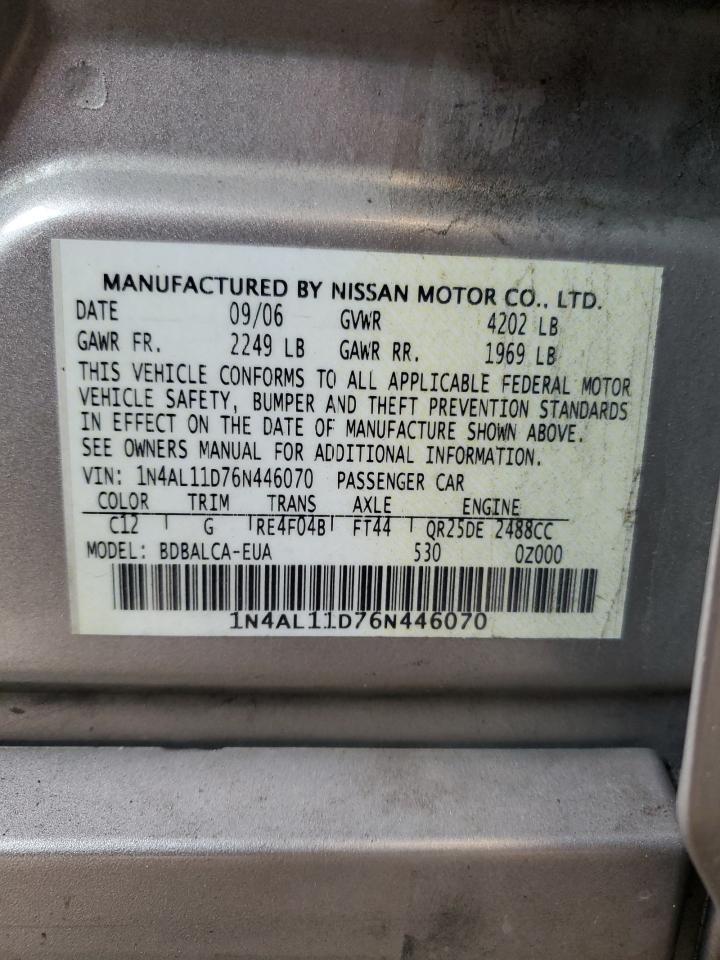 MANUFACTURED BY NISSAN MOTOR CO., LTD.
DATE 09/06 GVWR 4202 LB
GAWR FR. 2249 LB GAWR RR. 1969 LB
THIS VEHICLE CONFORMS TO ALL APPLICABLE FEDERAL MOTOR
VEHICLE SAFETY, BUMPER AND THEFT PREVENTION STANDARDS
IN EFFECT ON THE DATE OF MANUFACTURE SHOWN ABOVE.
SEE OWNERS MANUAL FOR ADDITIONAL INFORMATION.
VIN: 1N4AL11D76N446070 PASSENGER CAR
COLOR TRIM TRANS AXLE ENGINE
C12 G RE4F04B FT44 QR25DE 2488CC
MODEL: BDBALCA-EUA 530 0Z000
1N4AL11D76N446070